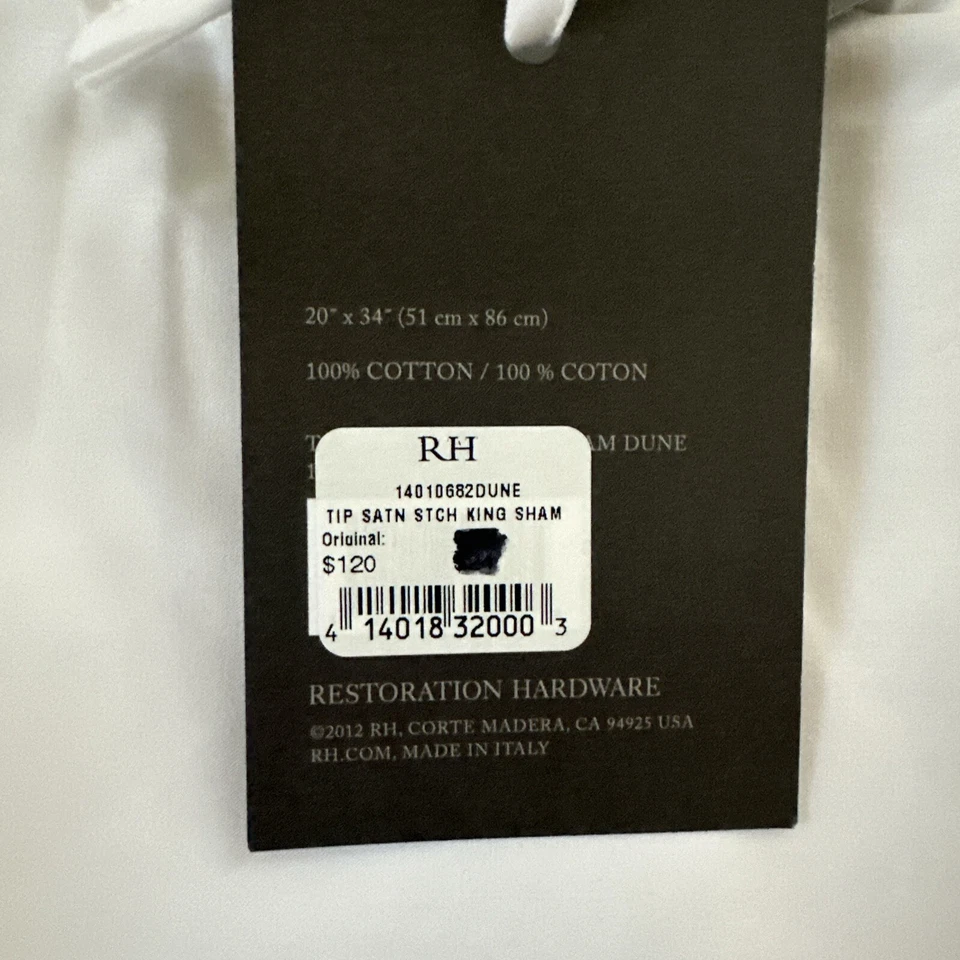 20" x 34" (51 cm x 86 cm)
100% COTTON / 100 % COTON
AM DUNE
RH
14010682DUNE
TIP SATN STCH KING SHAM
Original:
$120
4 14018 32000 3
RESTORATION HARDWARE
©2012 RH, CORTE MADERA, CA 94925 USA
RH.COM, MADE IN ITALY